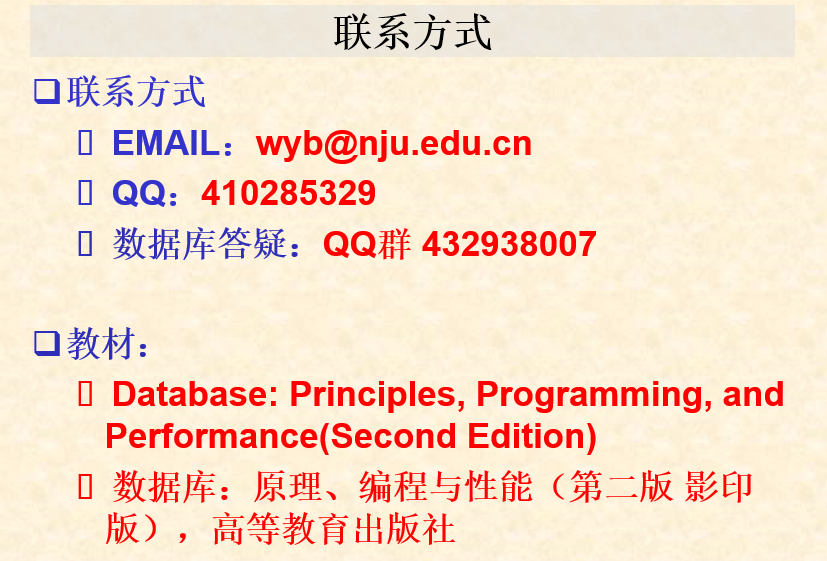 联系方式
联系方式
EMAIL：wyb@nju.edu.cn
QQ：410285329
数据库答疑：QQ群 432938007
教材：
Database: Principles, Programming, and
Performance(Second Edition)
数据库：原理、编程与性能（第二版 影印
版），高等教育出版社